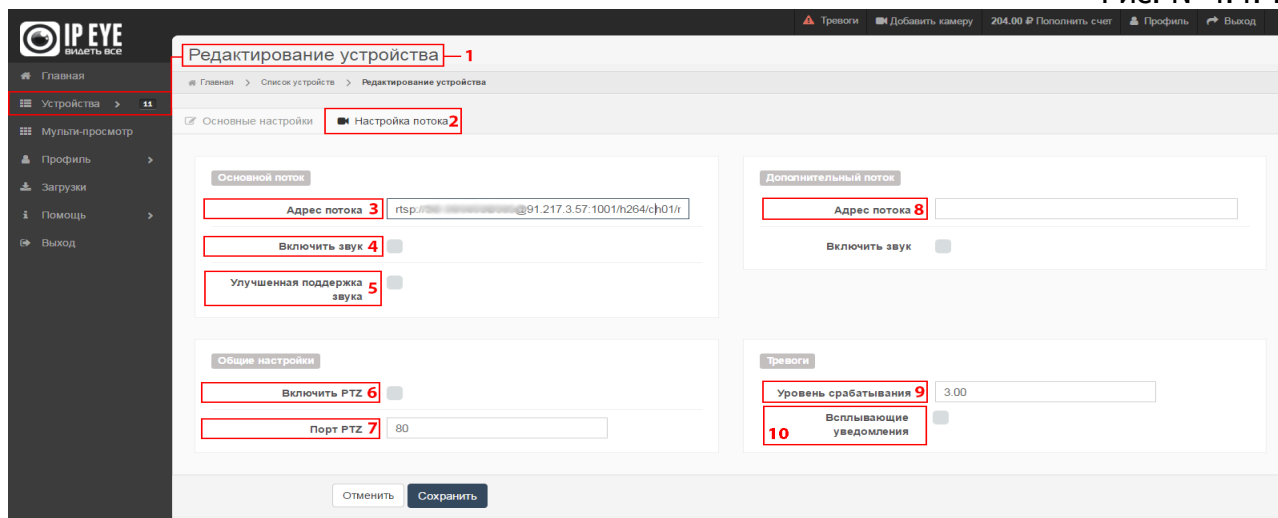 IP EYE
ВИДЕТЬ ВСЕ
Тревоги Добавить камеру 204.00 ₽ Пополнить счет Профиль Выход
Главная
Устройства > 11
Мульти-просмотр
Профиль >
Загрузки
Помощь >
Выход
Редактирование устройства 1
Главная > Список устройств > Редактирование устройства
Основные настройки
Настройка потока 2
Основной поток
Адрес потока 3 rtsp:// @91.217.3.57:1001/h264/ch01/r
Включить звук 4
Улучшенная поддержка
звука 5
Дополнительный поток
Адрес потока 8
Включить звук
Общие настройки
Включить PTZ 6
Порт PTZ 7 80
Тревоги
Уровень срабатывания 9 3.00
Всплывающие
уведомления
10
Отменить Сохранить